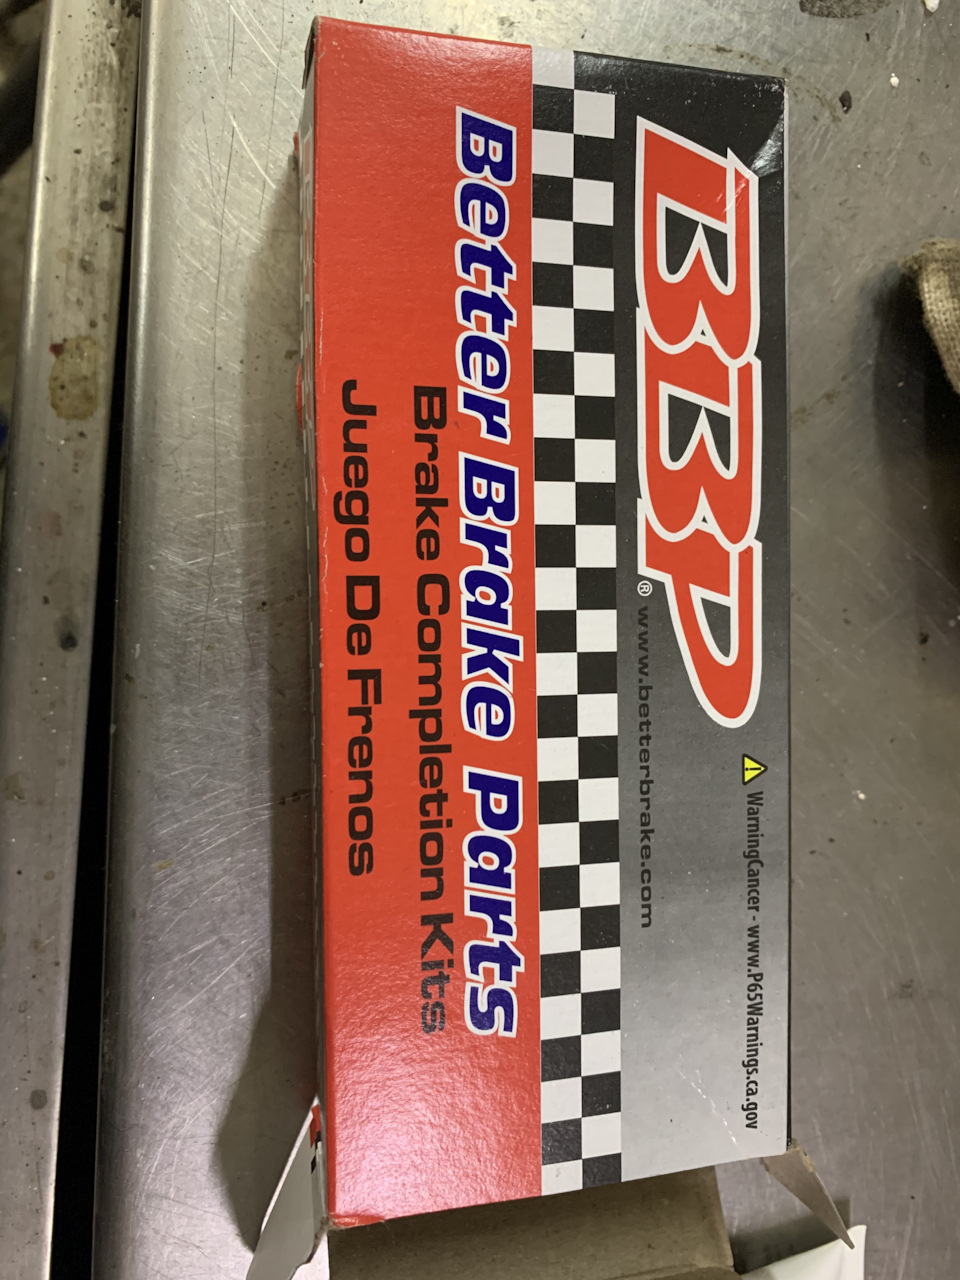 BBP
⚠ WarningCancer - www.P65Warnings.ca.gov
® www.betterbrake.com
Better Brake Parts
Brake Completion Kits
Juego De Frenos